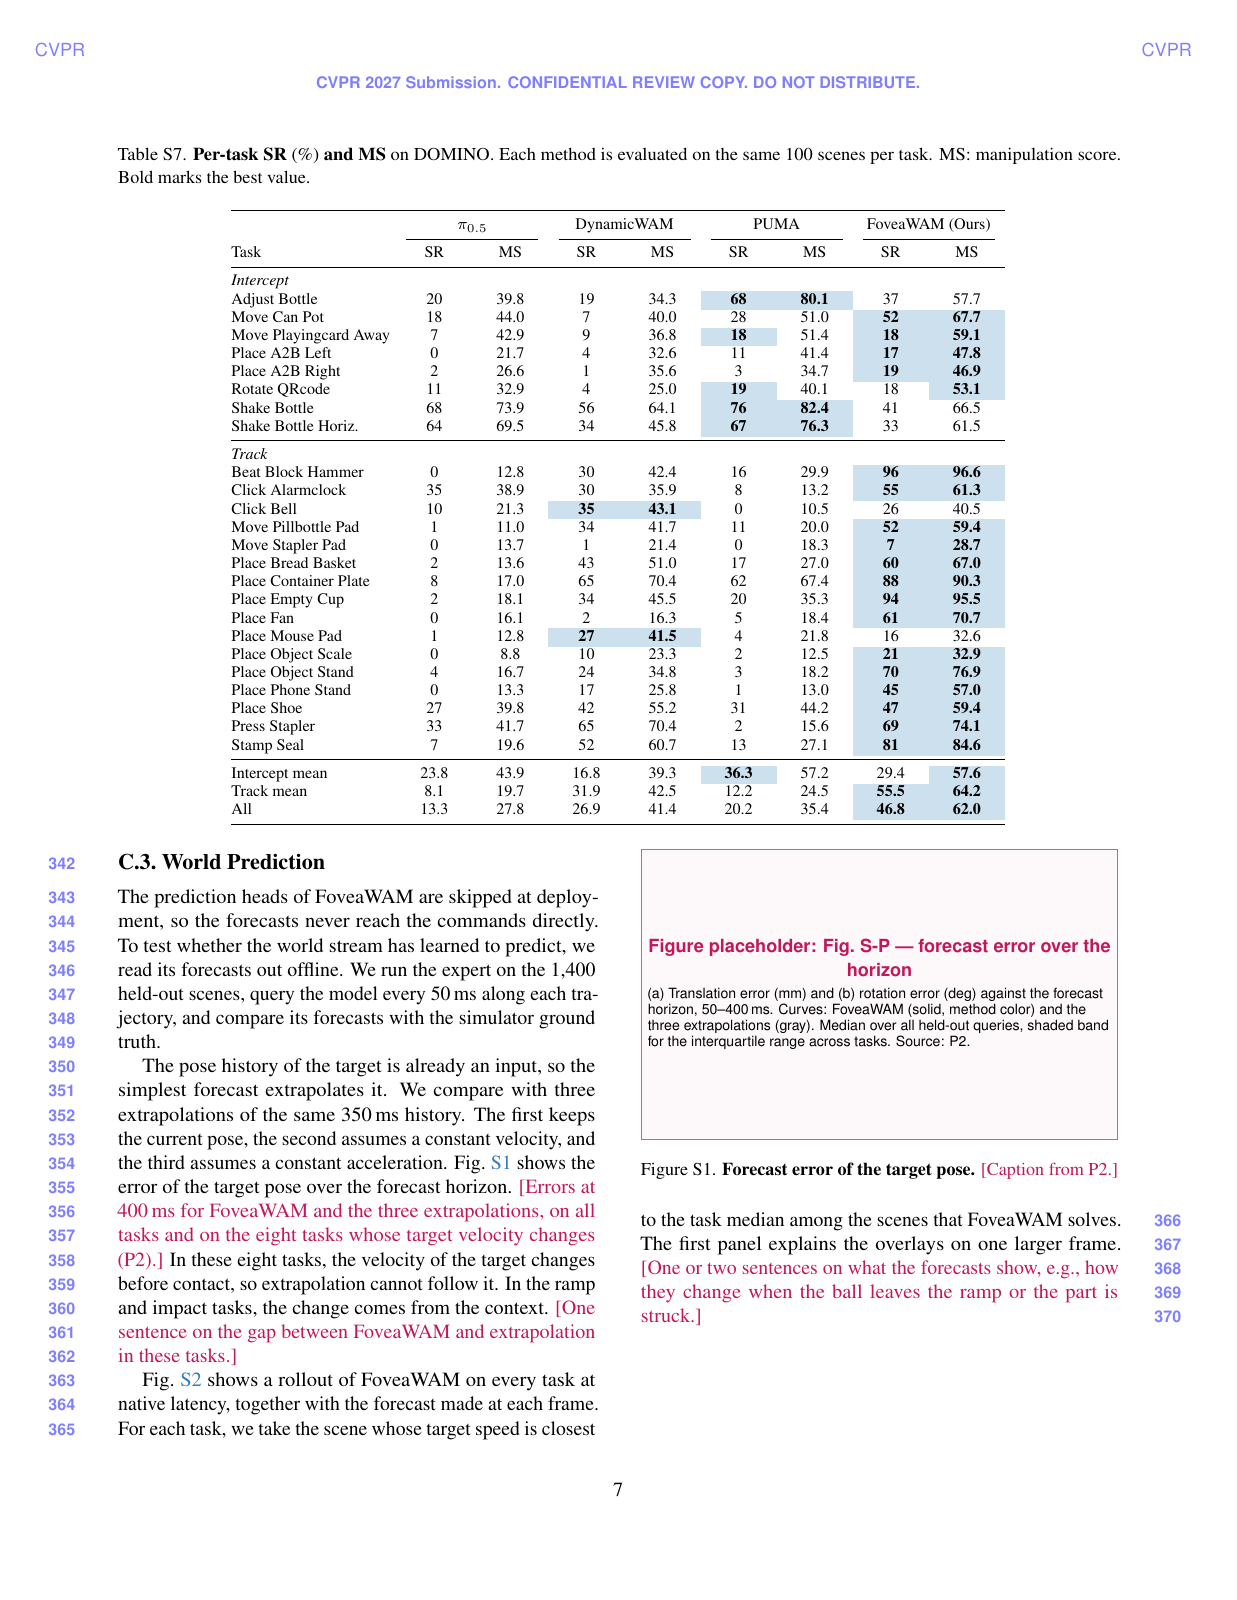 CVPR
CVPR
CVPR 2027 Submission. CONFIDENTIAL REVIEW COPY. DO NOT DISTRIBUTE.
Table S7. Per-task SR (%) and MS on DOMINO. Each method is evaluated on the same 100 scenes per task. MS: manipulation score.
Bold marks the best value.
π0.5 DynamicWAM PUMA FoveaWAM (Ours)
Task SR MS SR MS SR MS SR MS
Intercept
Adjust Bottle 20 39.8 19 34.3 68 80.1 37 57.7
Move Can Pot 18 44.0 7 40.0 28 51.0 52 67.7
Move Playingcard Away 7 42.9 9 36.8 18 51.4 18 59.1
Place A2B Left 0 21.7 4 32.6 11 41.4 17 47.8
Place A2B Right 2 26.6 1 35.6 3 34.7 19 46.9
Rotate QRcode 11 32.9 4 25.0 19 40.1 18 53.1
Shake Bottle 68 73.9 56 64.1 76 82.4 41 66.5
Shake Bottle Horiz. 64 69.5 34 45.8 67 76.3 33 61.5
Track
Beat Block Hammer 0 12.8 30 42.4 16 29.9 96 96.6
Click Alarmclock 35 38.9 30 35.9 8 13.2 55 61.3
Click Bell 10 21.3 35 43.1 0 10.5 26 40.5
Move Pillbottle Pad 1 11.0 34 41.7 11 20.0 52 59.4
Move Stapler Pad 0 13.7 1 21.4 0 18.3 7 28.7
Place Bread Basket 2 13.6 43 51.0 17 27.0 60 67.0
Place Container Plate 8 17.0 65 70.4 62 67.4 88 90.3
Place Empty Cup 2 18.1 34 45.5 20 35.3 94 95.5
Place Fan 0 16.1 2 16.3 5 18.4 61 70.7
Place Mouse Pad 1 12.8 27 41.5 4 21.8 16 32.6
Place Object Scale 0 8.8 10 23.3 2 12.5 21 32.9
Place Object Stand 4 16.7 24 34.8 3 18.2 70 76.9
Place Phone Stand 0 13.3 17 25.8 1 13.0 45 57.0
Place Shoe 27 39.8 42 55.2 31 44.2 47 59.4
Press Stapler 33 41.7 65 70.4 2 15.6 69 74.1
Stamp Seal 7 19.6 52 60.7 13 27.1 81 84.6
Intercept mean 23.8 43.9 16.8 39.3 36.3 57.2 29.4 57.6
Track mean 8.1 19.7 31.9 42.5 12.2 24.5 55.5 64.2
All 13.3 27.8 26.9 41.4 20.2 35.4 46.8 62.0
342 C.3. World Prediction
343 The prediction heads of FoveaWAM are skipped at deploy-
344 ment, so the forecasts never reach the commands directly.
345 To test whether the world stream has learned to predict, we
346 read its forecasts out offline. We run the expert on the 1,400
347 held-out scenes, query the model every 50 ms along each tra-
348 jectory, and compare its forecasts with the simulator ground
349 truth.
350 The pose history of the target is already an input, so the
351 simplest forecast extrapolates it. We compare with three
352 extrapolations of the same 350 ms history. The first keeps
353 the current pose, the second assumes a constant velocity, and
354 the third assumes a constant acceleration. Fig. S1 shows the
355 error of the target pose over the forecast horizon. [Errors at
356 400 ms for FoveaWAM and the three extrapolations, on all
357 tasks and on the eight tasks whose target velocity changes
358 (P2).] In these eight tasks, the velocity of the target changes
359 before contact, so extrapolation cannot follow it. In the ramp
360 and impact tasks, the change comes from the context. [One
361 sentence on the gap between FoveaWAM and extrapolation
362 in these tasks.]
363 Fig. S2 shows a rollout of FoveaWAM on every task at
364 native latency, together with the forecast made at each frame.
365 For each task, we take the scene whose target speed is closest
Figure placeholder: Fig. S-P — forecast error over the
horizon
(a) Translation error (mm) and (b) rotation error (deg) against the forecast
horizon, 50–400 ms. Curves: FoveaWAM (solid, method color) and the
three extrapolations (gray). Median over all held-out queries, shaded band
for the interquartile range across tasks. Source: P2.
Figure S1. Forecast error of the target pose. [Caption from P2.]
to the task median among the scenes that FoveaWAM solves. 366
The first panel explains the overlays on one larger frame. 367
[One or two sentences on what the forecasts show, e.g., how 368
they change when the ball leaves the ramp or the part is 369
struck.] 370
7